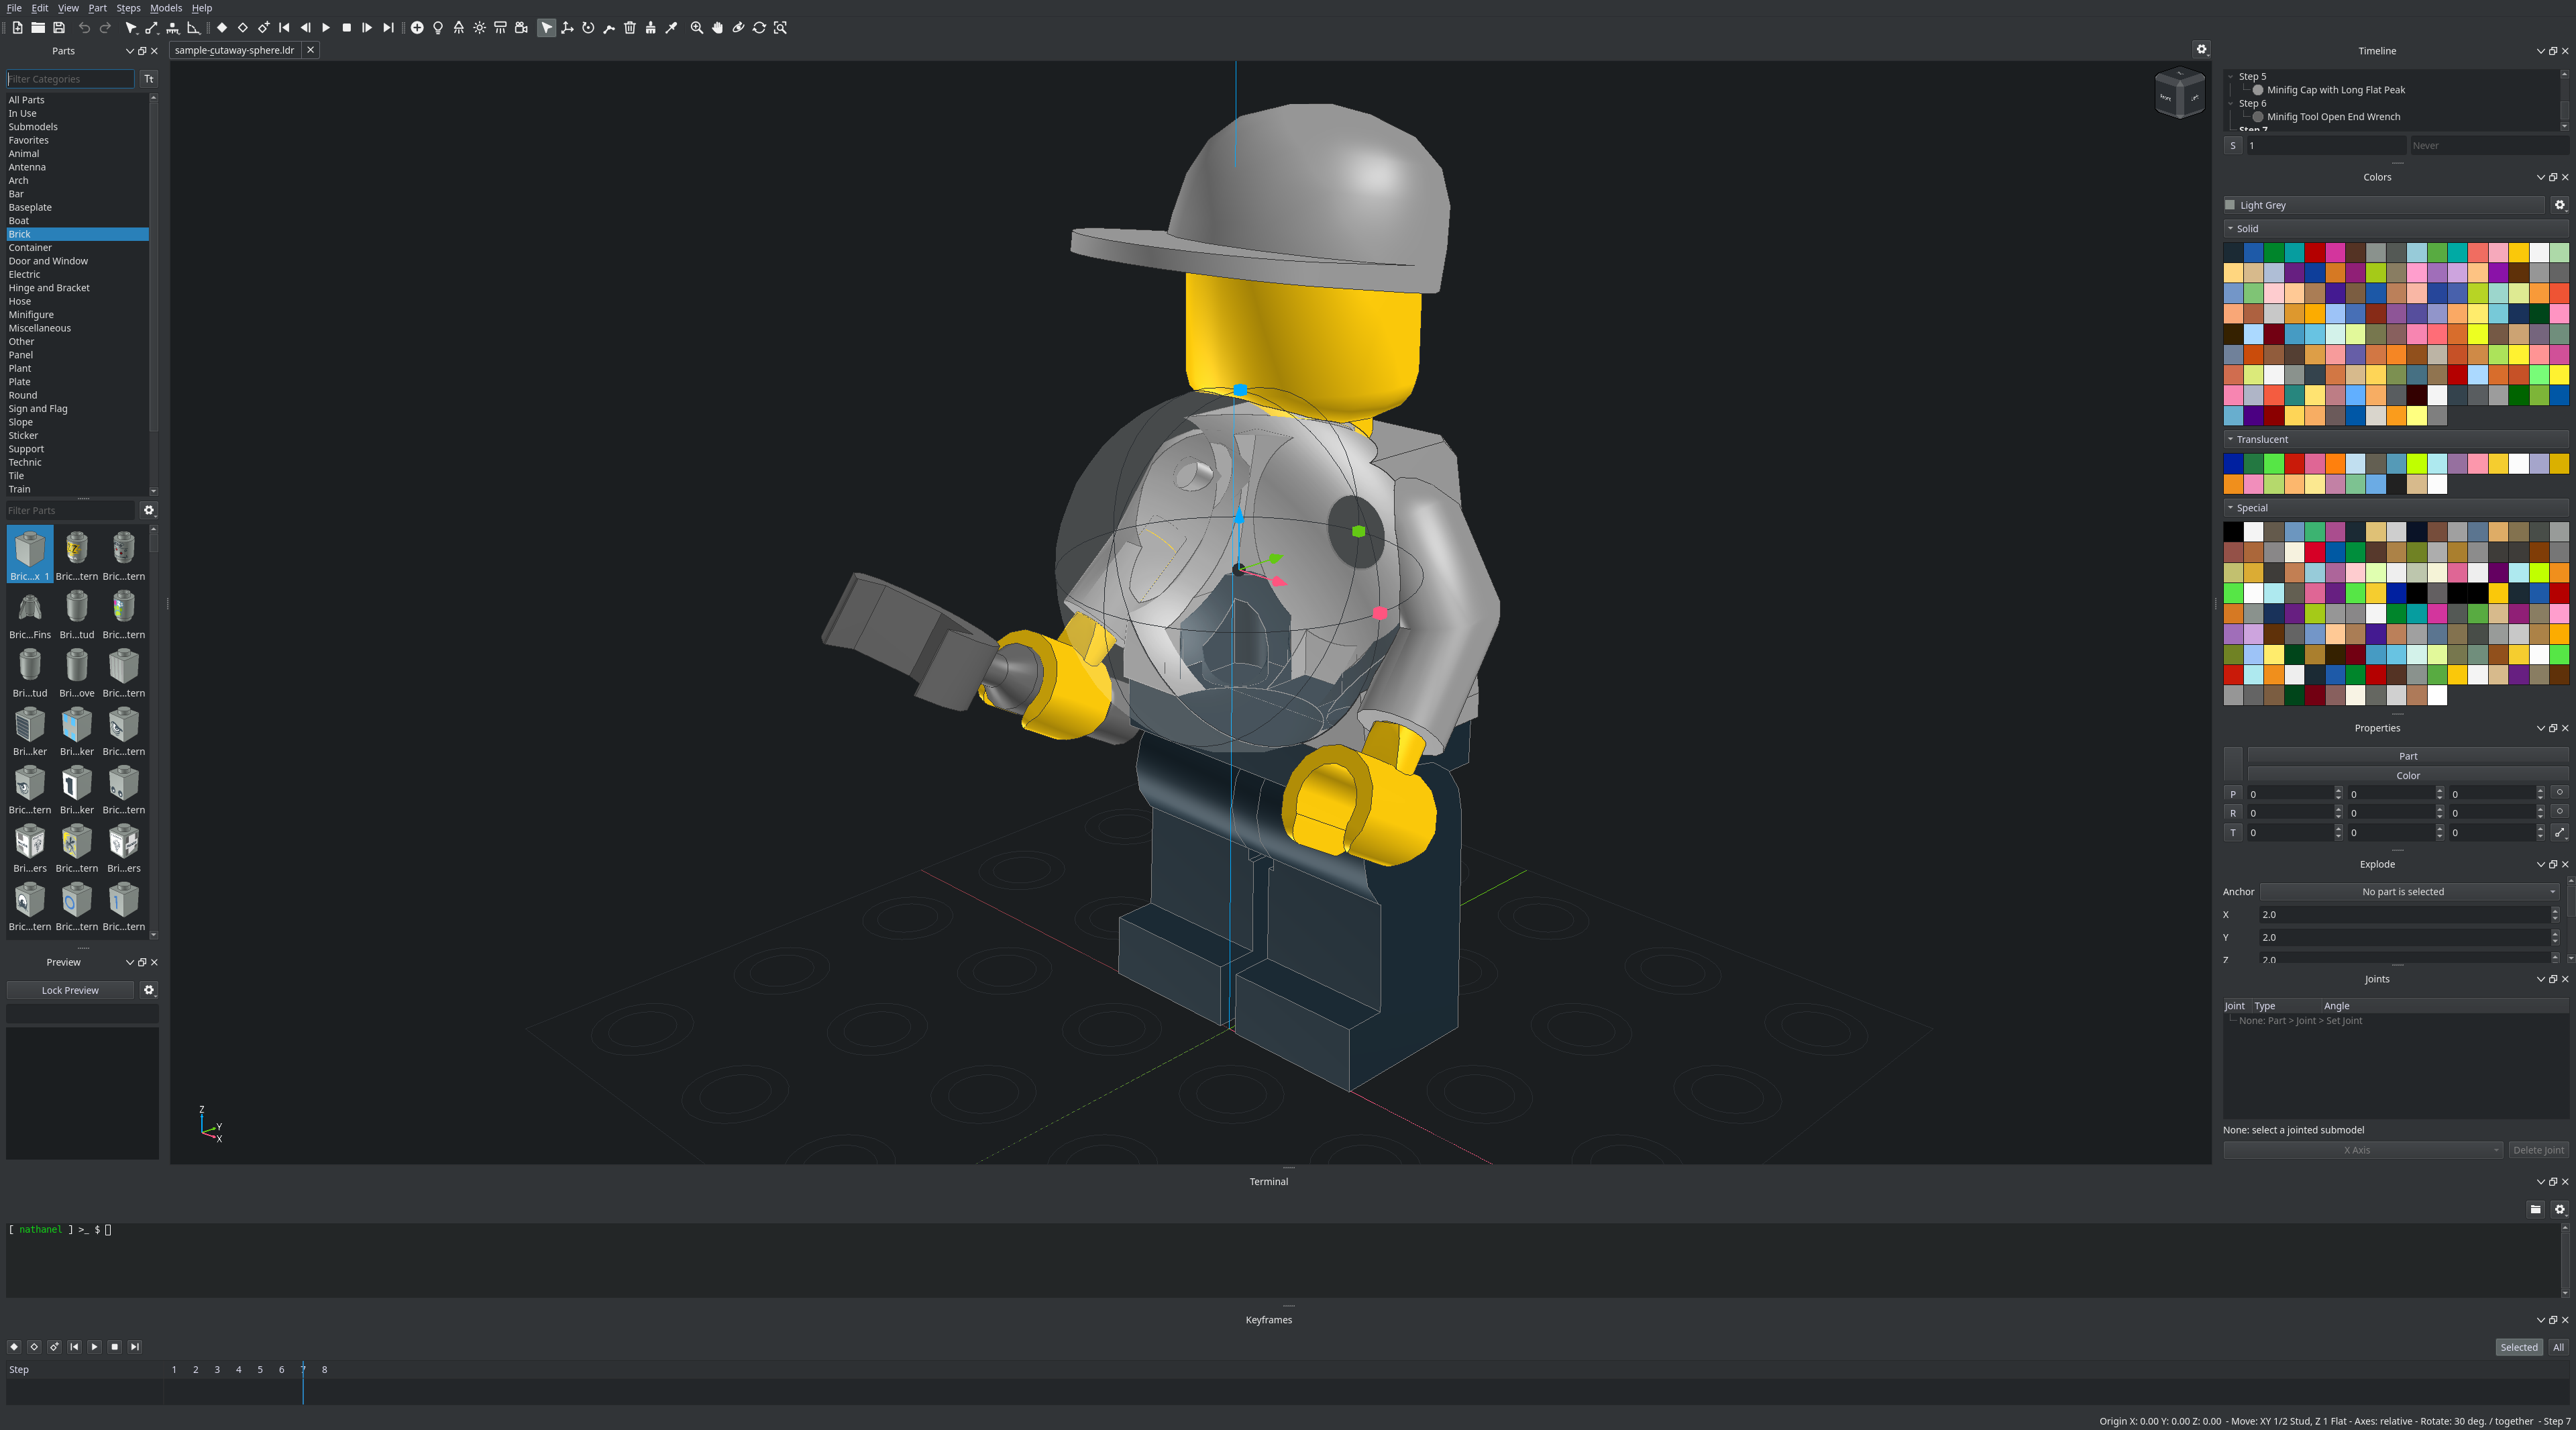 File Edit View Part Steps Models Help
Parts
sample-cutaway-sphere.ldr
Filter Categories
Tt
All Parts
In Use
Submodels
Favorites
Animal
Antenna
Arch
Bar
Baseplate
Boat
Brick
Container
Door and Window
Electric
Hinge and Bracket
Hose
Minifigure
Miscellaneous
Other
Panel
Plant
Plate
Round
Sign and Flag
Slope
Sticker
Support
Technic
Tile
Train
Filter Parts
Bric...x 1 Bric...tern Bric...tern
Bric...Fins Bri...tud Bric...tern
Bri...tud Bri...ove Bric...tern
Bri...ker Bri...ker Bric...tern
Bric...tern Bri...ker Bric...tern
Bri...ers Bric...tern Bri...ers
Bric...tern Bric...tern Bric...tern
Preview
Lock Preview
Z
Y
X
Timeline
Step 5
Minifig Cap with Long Flat Peak
Step 6
Minifig Tool Open End Wrench
Step 7
S 1 Never
Colors
Light Grey
Solid
Translucent
Special
Properties
Part
Color
P 0 0 0
R 0 0 0
T 0 0 0
Explode
Anchor No part is selected
X 2.0
Y 2.0
Z 2.0
Joints
Joint Type Angle
None: Part > Joint > Set Joint
None: select a jointed submodel
X Axis Delete Joint
Terminal
[ nathanel ] >_ $
Keyframes
Selected All
Step 1 2 3 4 5 6 7 8
Origin X: 0.00 Y: 0.00 Z: 0.00 - Move: XY 1/2 Stud, Z 1 Flat - Axes: relative - Rotate: 30 deg. / together - Step 7